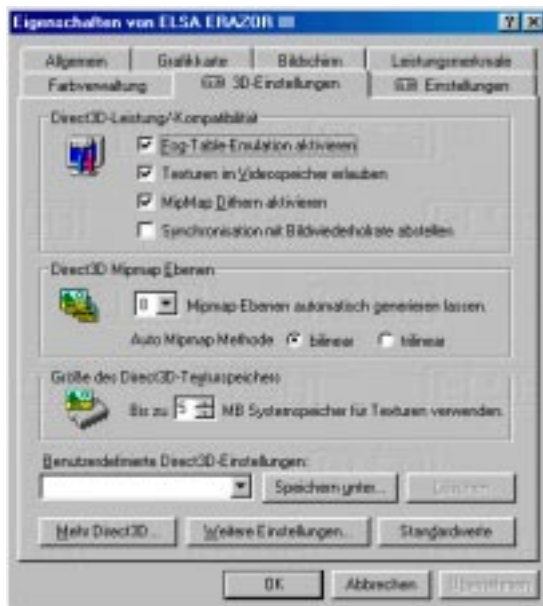 Eigenschaften von ELSA ERAZOR III
Allgemein Grafikkarte Bildschirm Leistungsmerkmale
Farbverwaltung 3D-Einstellungen Einstellungen
Direct3D-Leistung/-Kompatibilität
Fog-Table-Emulation aktivieren
Texturen im Videospeicher erlauben
MipMap Dithern aktivieren
Synchronisation mit Bildwiederholrate abstellen
Direct3D Mipmap Ebenen
0 Mipmap-Ebenen automatisch generieren lassen.
Auto Mipmap Methode bilinear trilinear
Größe des Direct3D-Texturspeichers
Bis zu 5 MB Systemspeicher für Texturen verwenden.
Benutzerdefinierte Direct3D-Einstellungen:
Speichern unter... Löschen
Mehr Direct3D... Weitere Einstellungen... Standardwerte
OK Abbrechen Übernehmen